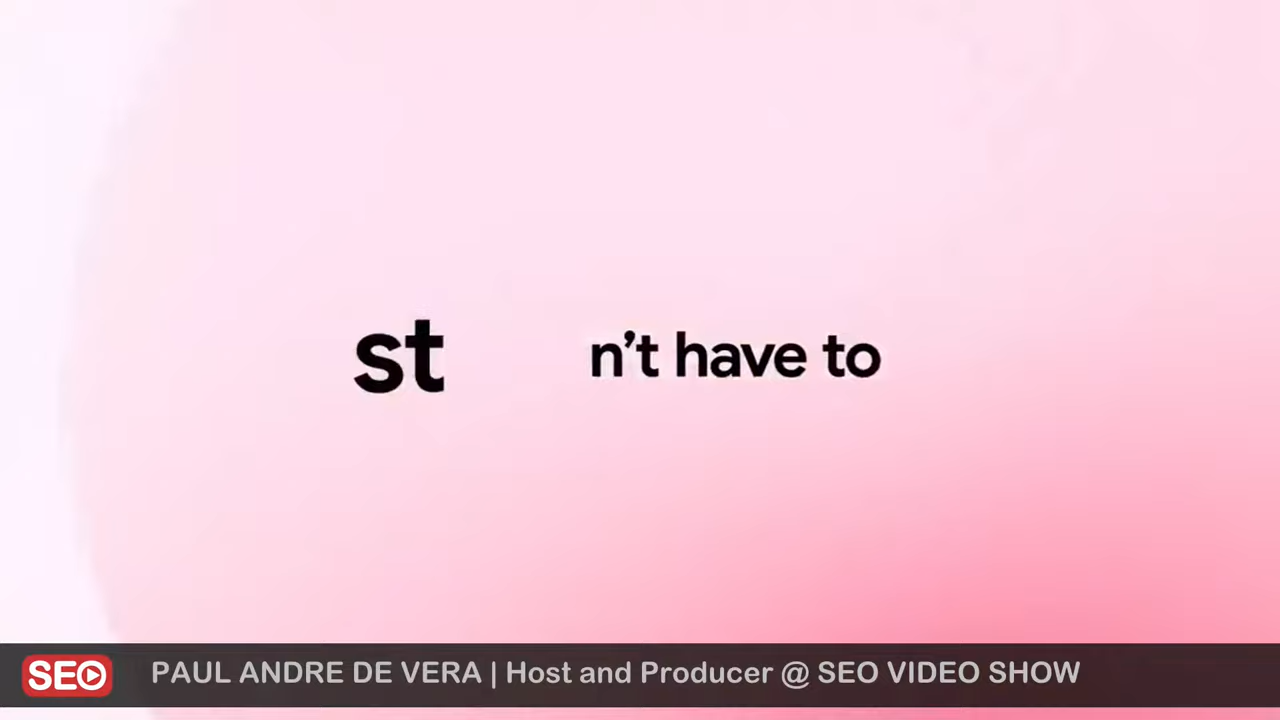 st n’t have to
SEO PAUL ANDRE DE VERA | Host and Producer @ SEO VIDEO SHOW